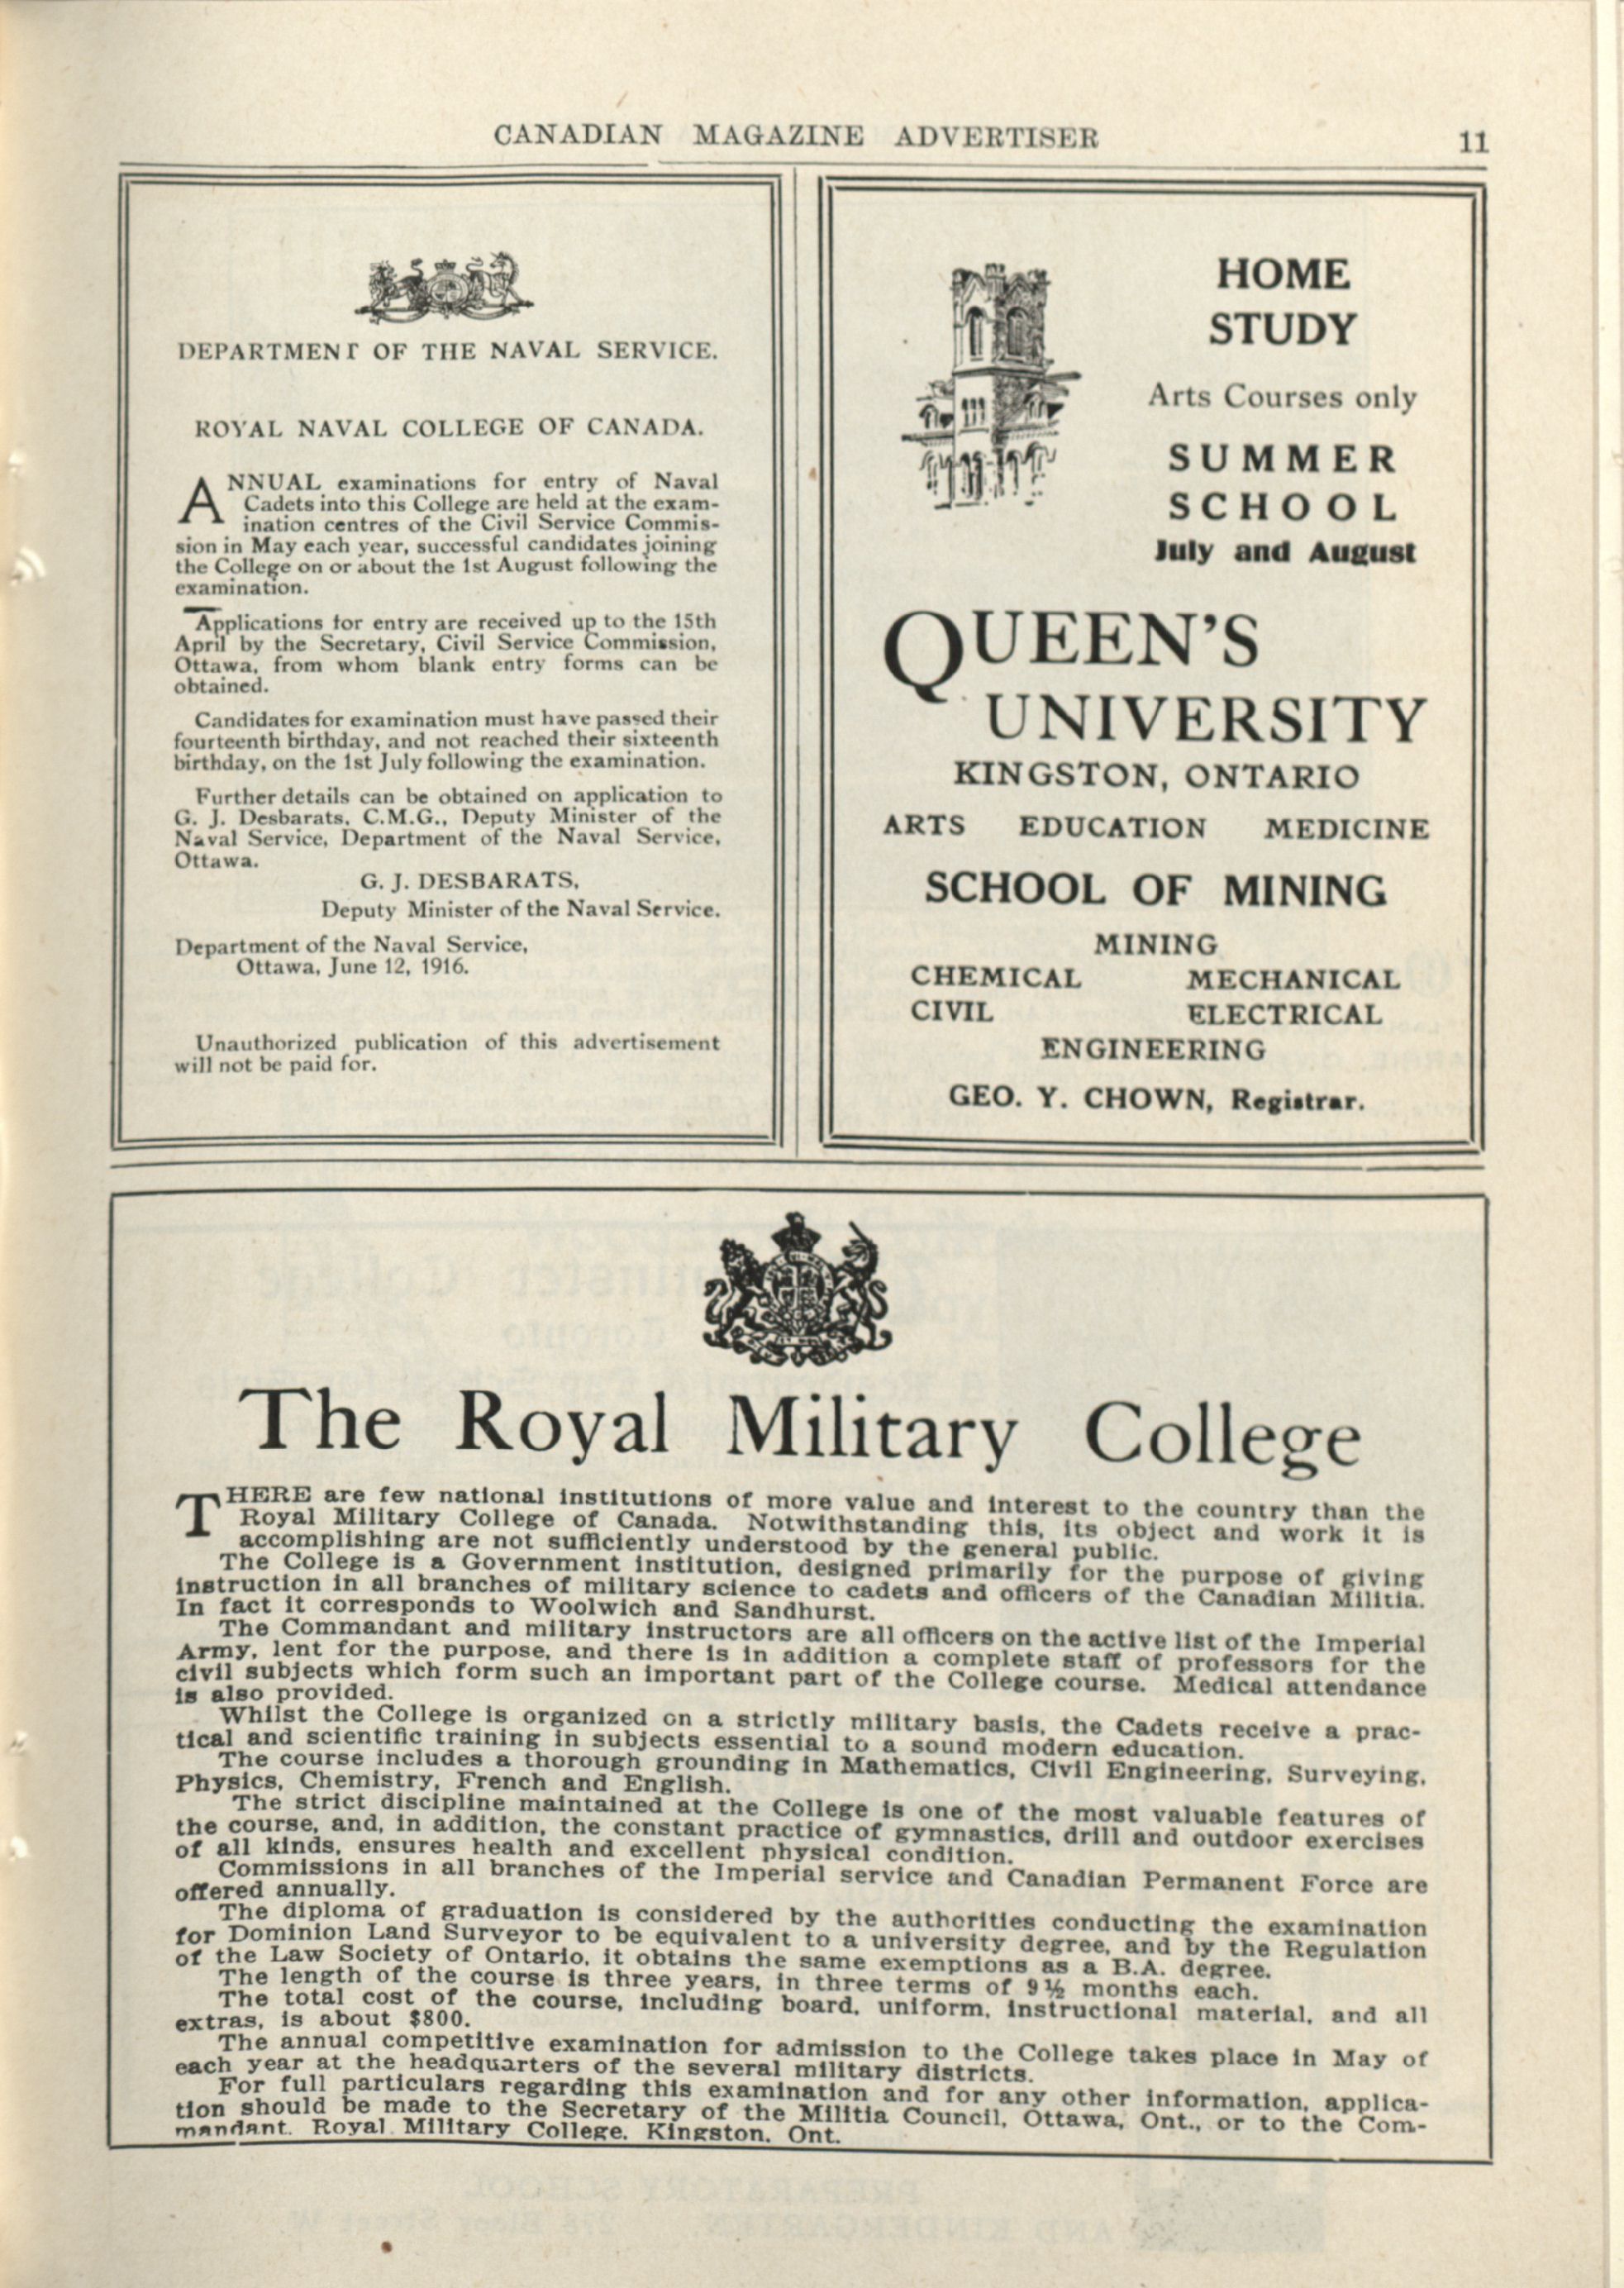 CANADIAN MAGAZINE ADVERTISER
11
DEPARTMENT OF THE NAVAL SERVICE.
ROYAL NAVAL COLLEGE OF CANADA.
ANNUAL examinations for entry of Naval
Cadets into this College are held at the exam-
ination centres of the Civil Service Commis-
sion in May each year, successful candidates joining
the College on or about the 1st August following the
examination.
Applications for entry are received up to the 15th
April by the Secretary, Civil Service Commission,
Ottawa, from whom blank entry forms can be
obtained.
Candidates for examination must have passed their
fourteenth birthday, and not reached their sixteenth
birthday, on the 1st July following the examination.
Further details can be obtained on application to
G. J. Desbarats, C.M.G., Deputy Minister of the
Naval Service, Department of the Naval Service,
Ottawa.
G. J. DESBARATS,
Deputy Minister of the Naval Service.
Department of the Naval Service,
Ottawa, June 12, 1916.
Unauthorized publication of this advertisement
will not be paid for.
HOME
STUDY
Arts Courses only
SUMMER
SCHOOL
July and August
QUEEN'S
UNIVERSITY
KINGSTON, ONTARIO
ARTS EDUCATION MEDICINE
SCHOOL OF MINING
MINING
CHEMICAL MECHANICAL
CIVIL ELECTRICAL
ENGINEERING
GEO. Y. CHOWN, Registrar.
The Royal Military College
THERE are few national institutions of more value and interest to the country than the
Royal Military College of Canada. Notwithstanding this, its object and work it is
accomplishing are not sufficiently understood by the general public.
The College is a Government institution, designed primarily for the purpose of giving
instruction in all branches of military science to cadets and officers of the Canadian Militia.
In fact it corresponds to Woolwich and Sandhurst.
The Commandant and military instructors are all officers on the active list of the Imperial
Army, lent for the purpose, and there is in addition a complete staff of professors for the
civil subjects which form such an important part of the College course. Medical attendance
is also provided.
Whilst the College is organized on a strictly military basis, the Cadets receive a prac-
tical and scientific training in subjects essential to a sound modern education.
The course includes a thorough grounding in Mathematics, Civil Engineering, Surveying,
Physics, Chemistry, French and English.
The strict discipline maintained at the College is one of the most valuable features of
the course, and, in addition, the constant practice of gymnastics, drill and outdoor exercises
of all kinds, ensures health and excellent physical condition.
Commissions in all branches of the Imperial service and Canadian Permanent Force are
offered annually.
The diploma of graduation is considered by the authorities conducting the examination
for Dominion Land Surveyor to be equivalent to a university degree, and by the Regulation
of the Law Society of Ontario, it obtains the same exemptions as a B.A. degree.
The length of the course is three years, in three terms of 9½ months each.
The total cost of the course, including board, uniform, instructional material, and all
extras, is about $800.
The annual competitive examination for admission to the College takes place in May of
each year at the headquarters of the several military districts.
For full particulars regarding this examination and for any other information, applica-
tion should be made to the Secretary of the Militia Council, Ottawa, Ont., or to the Com-
mandant, Royal Military College, Kingston, Ont.